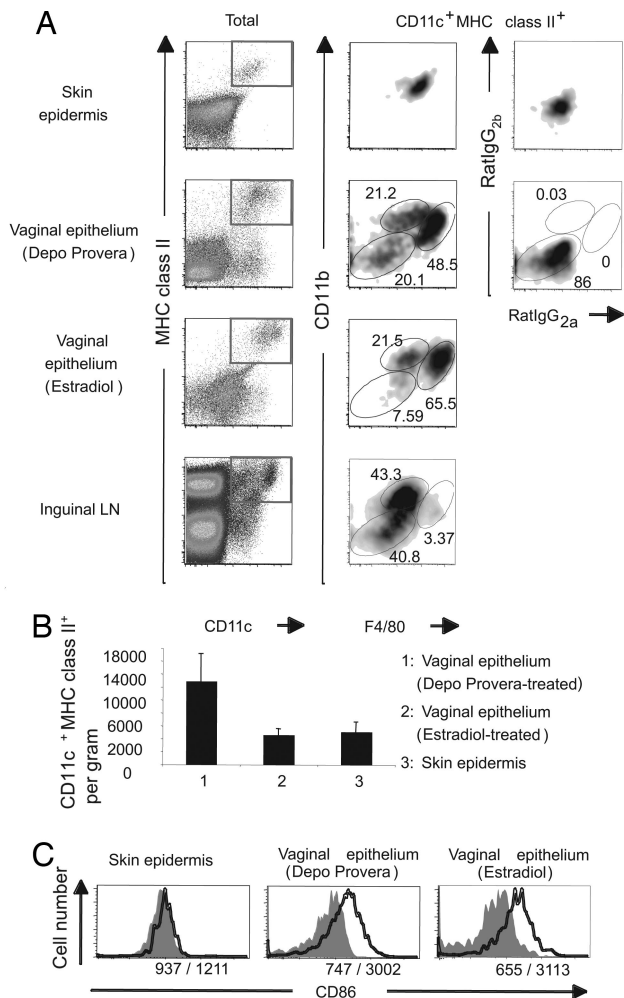 A
Total
CD11c+MHC class II+
Skin
epidermis
Vaginal epithelium
(Depo Provera)
Vaginal
epithelium
(Estradiol)
Inguinal LN
MHC class II
CD11b
RatIgG2b
21.2
48.5
20.1
0.03
0
86
RatIgG2a
21.5
65.5
7.59
43.3
3.37
40.8
CD11c
F4/80
B
CD11c+MHC class II+
per gram
18000
14000
10000
6000
2000
0
1
2
3
1: Vaginal epithelium
(Depo Provera-treated)
2: Vaginal epithelium
(Estradiol-treated)
3: Skin epidermis
C
Cell number
Skin epidermis
Vaginal epithelium
(Depo Provera)
Vaginal epithelium
(Estradiol)
937 / 1211
747 / 3002
655 / 3113
CD86